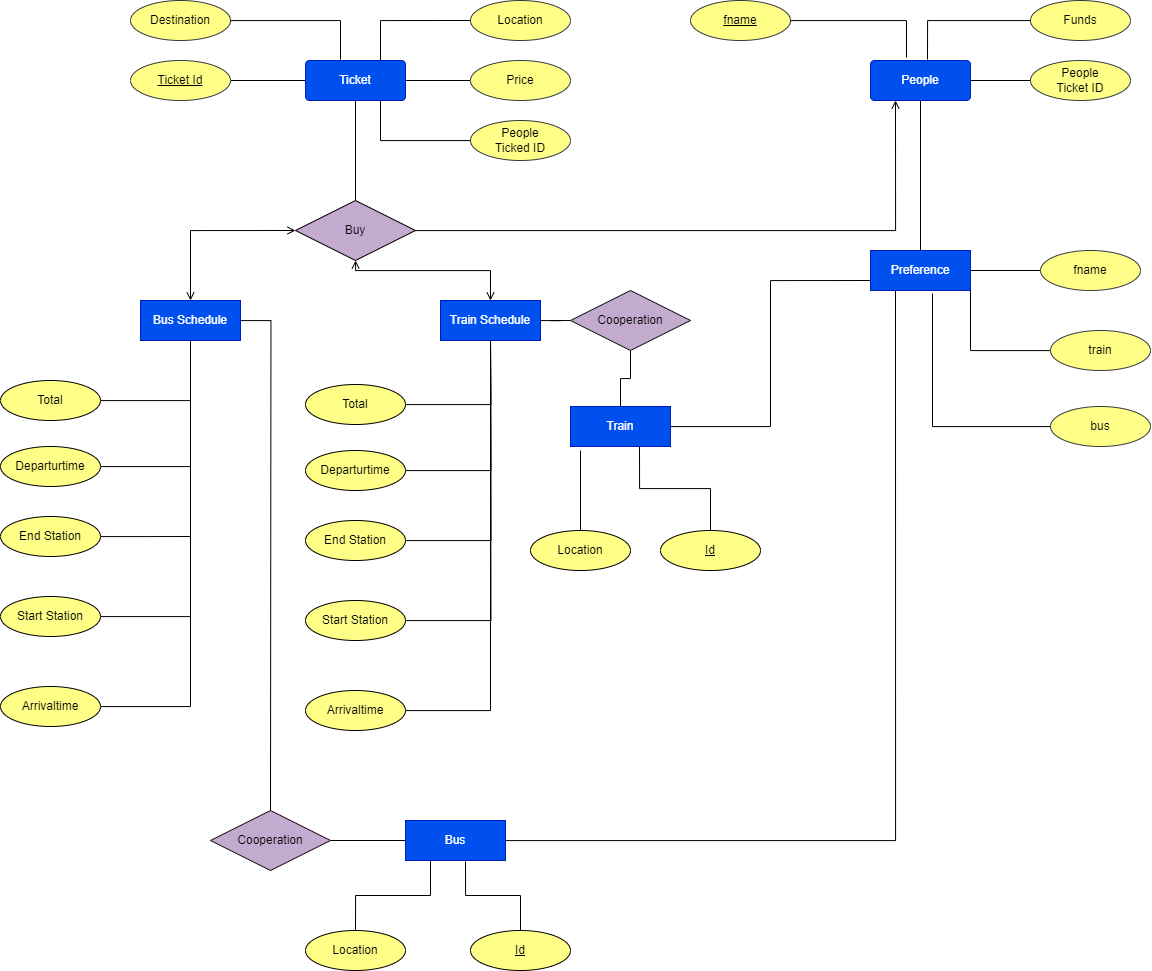 Destination
Location
fname
Funds
Ticket Id
Ticket
Price
People
People
Ticket ID
People
Ticked ID
Buy
Preference
fname
Bus Schedule
Train Schedule
Cooperation
train
Total
Total
Train
bus
Departurtime
Departurtime
End Station
End Station
Location
Id
Start Station
Start Station
Arrivaltime
Arrivaltime
Cooperation
Bus
Location
Id